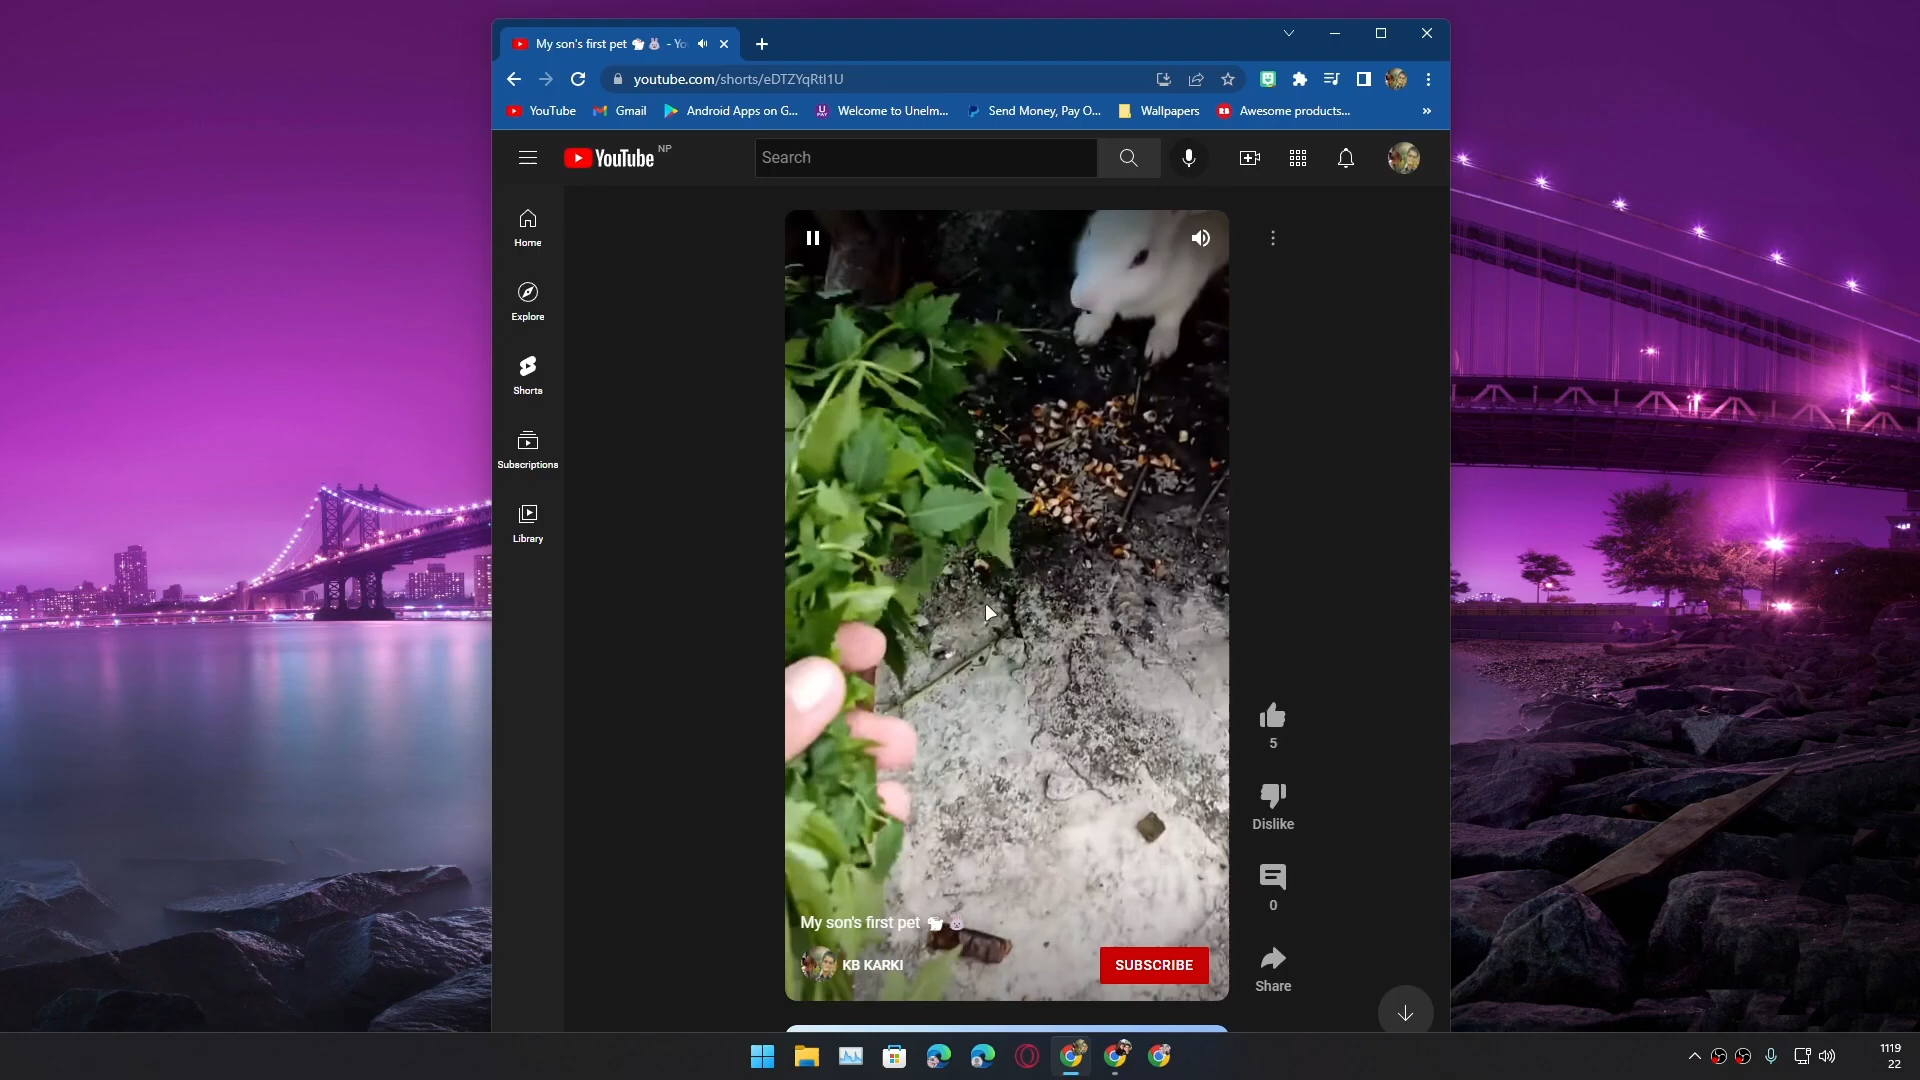 My son's first pet 🐩 🐰 - Yo
youtube.com/shorts/eDTZYqRtl1U
YouTube
Gmail
Android Apps on G...
Welcome to Unelm...
Send Money, Pay O...
Wallpapers
Awesome products...
»
YouTube NP
Search
Home
Explore
Shorts
Subscriptions
Library
5
Dislike
0
Share
My son's first pet 🐩 🐰
KB KARKI
SUBSCRIBE
1119
22